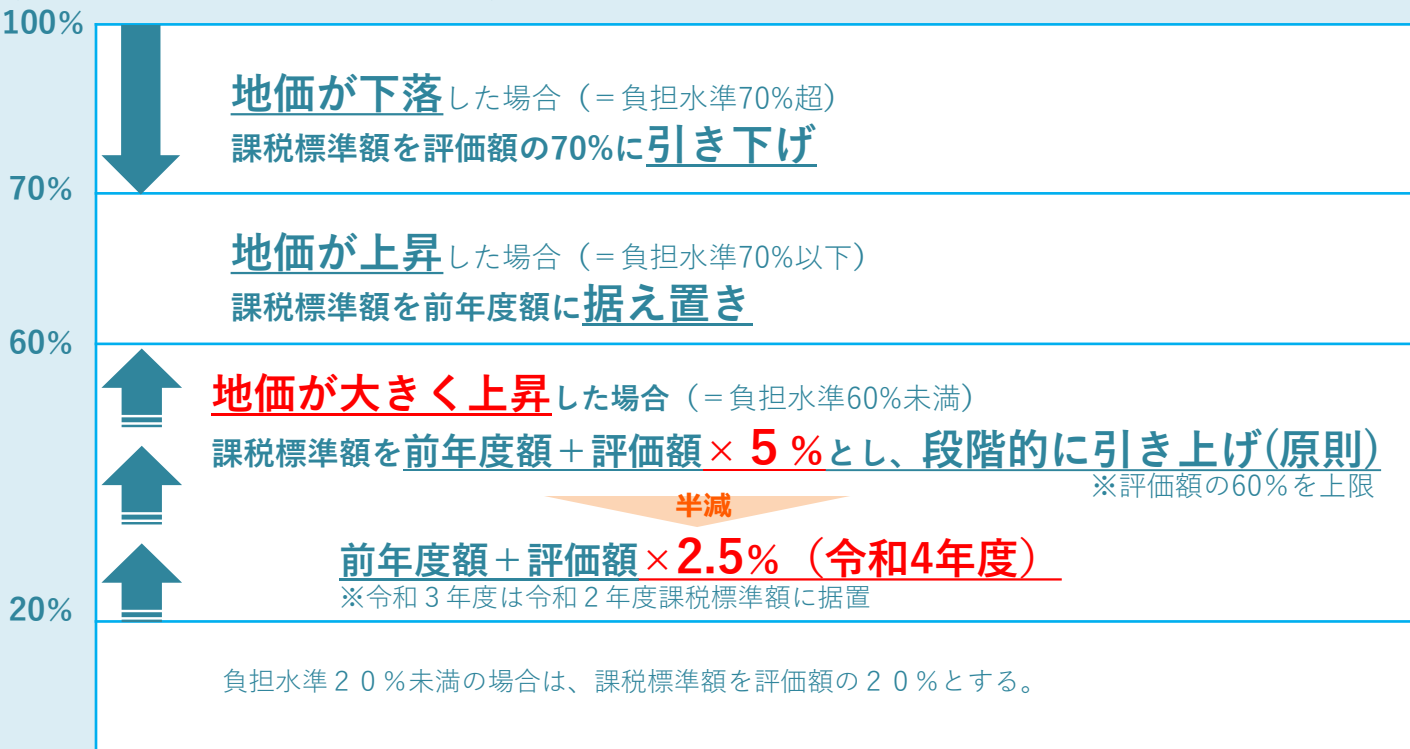 100%
地価が下落した場合（＝負担水準70%超）
課税標準額を評価額の70%に引き下げ
70%
地価が上昇した場合（＝負担水準70%以下）
課税標準額を前年度額に据え置き
60%
地価が大きく上昇した場合（＝負担水準60%未満）
課税標準額を前年度額＋評価額×５%とし、段階的に引き上げ(原則)
※評価額の60%を上限
半減
前年度額＋評価額×2.5%（令和4年度）
※令和３年度は令和２年度課税標準額に据置
20%
負担水準２０%未満の場合は、課税標準額を評価額の２０%とする。